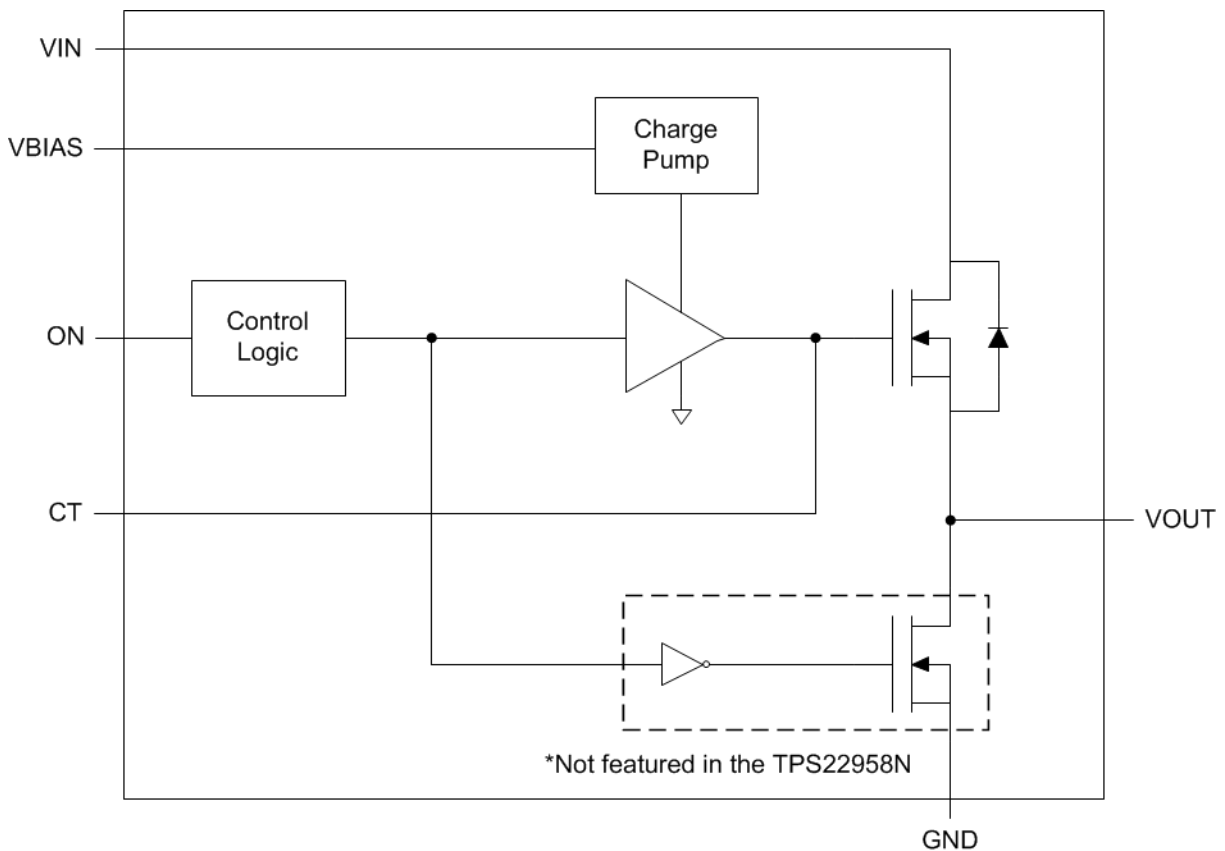 VIN
Charge
Pump
VBIAS
Control
Logic
ON
CT
VOUT
*Not featured in the TPS22958N
GND